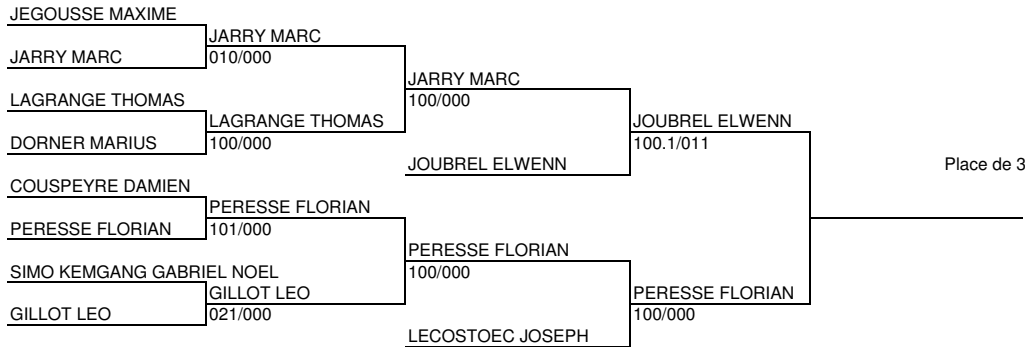 JEGOUSSE MAXIME
JARRY MARC
JARRY MARC
010/000
JARRY MARC
100/000
LAGRANGE THOMAS
LAGRANGE THOMAS
DORNER MARIUS
100/000
JOUBREL ELWENN
100.1/011
JOUBREL ELWENN
Place de 3
COUSPEYRE DAMIEN
PERESSE FLORIAN
PERESSE FLORIAN
101/000
PERESSE FLORIAN
100/000
SIMO KEMGANG GABRIEL NOEL
GILLOT LEO
GILLOT LEO
021/000
PERESSE FLORIAN
100/000
LECOSTOEC JOSEPH